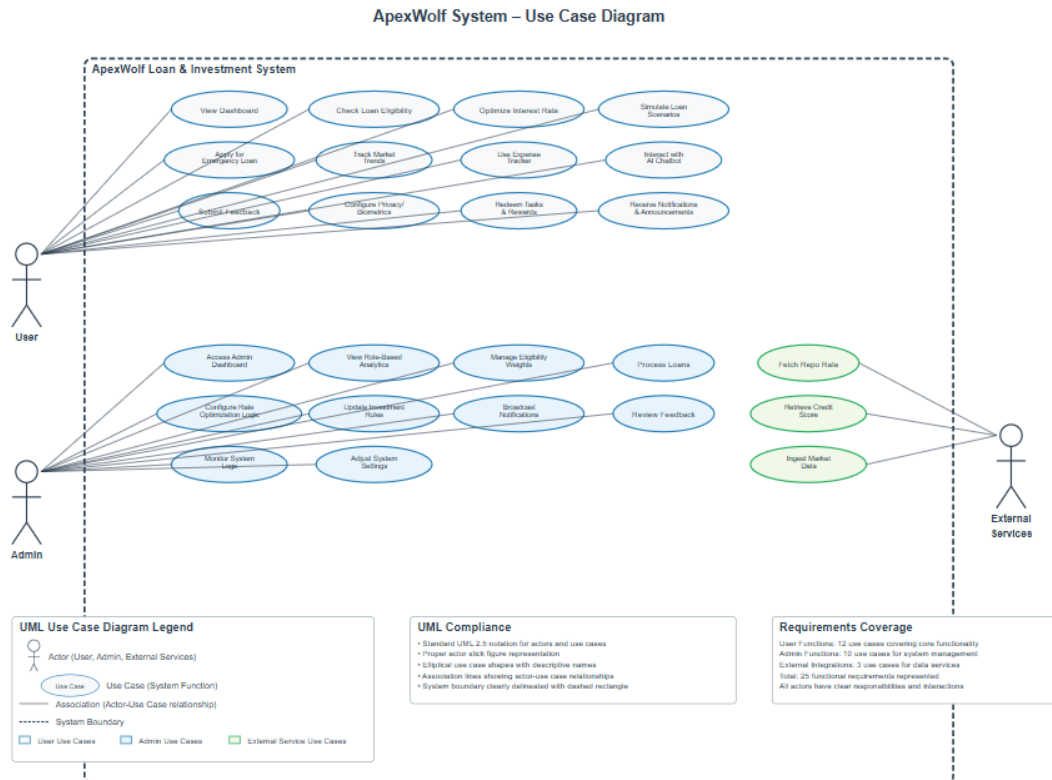 ApexWolf System – Use Case Diagram
ApexWolf Loan & Investment System
View Dashboard
Check Loan Eligibility
Optimize Interest Rate
Simulate Loan
Scenarios
Apply for
Emergency Loan
Track Market
Trends
Use Expense
Tracker
Interact with
AI Chatbot
Submit Feedback
Configure Privacy/
Biometrics
Redeem Tasks
& Rewards
Receive Notifications
& Announcements
User
Access Admin
Dashboard
View Role-Based
Analytics
Manage Eligibility
Weights
Process Loans
Fetch Repo Rate
Configure Rate
Optimization Logic
Update Investment
Rules
Broadcast
Notifications
Review Feedback
Retrieve Credit
Score
Monitor System
Logs
Adjust System
Settings
Ingest Market
Data
Admin
External
Services
UML Use Case Diagram Legend
Actor (User, Admin, External Services)
Use Case
Use Case (System Function)
Association (Actor-Use Case relationship)
System Boundary
User Use Cases
Admin Use Cases
External Service Use Cases
UML Compliance
• Standard UML 2.5 notation for actors and use cases
• Proper actor stick figure representation
• Elliptical use case shapes with descriptive names
• Association lines showing actor-use case relationships
• System boundary clearly delineated with dashed rectangle
Requirements Coverage
User Functions: 12 use cases covering core functionality
Admin Functions: 10 use cases for system management
External Integrations: 3 use cases for data services
Total: 25 functional requirements represented
All actors have clear responsibilities and interactions